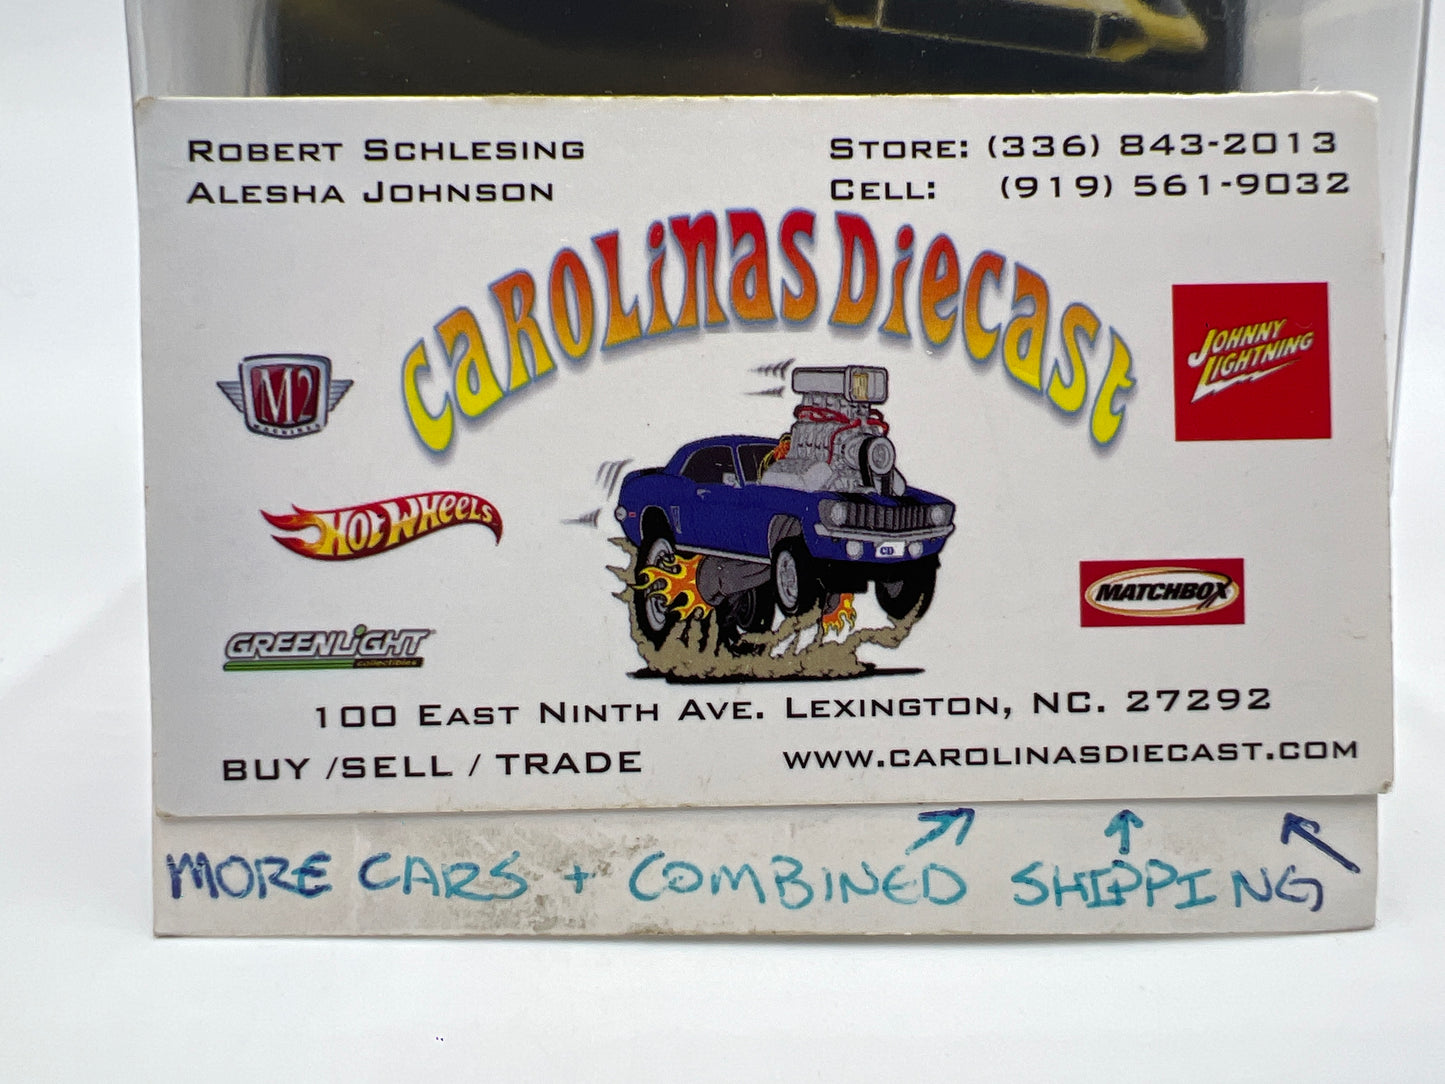 ROBERT SCHLESING
ALESHA JOHNSON
STORE: (336) 843-2013
CELL: (919) 561-9032
CAROLINAS DIECAST
M2
MACHINES
JOHNNY LIGHTNING
HOT WHEELS
CD
MATCHBOX
GREENLIGHT
collectibles
100 EAST NINTH AVE. LEXINGTON, NC. 27292
BUY /SELL / TRADE
WWW.CAROLINASDIECAST.COM
MORE CARS + COMBINED SHIPPING